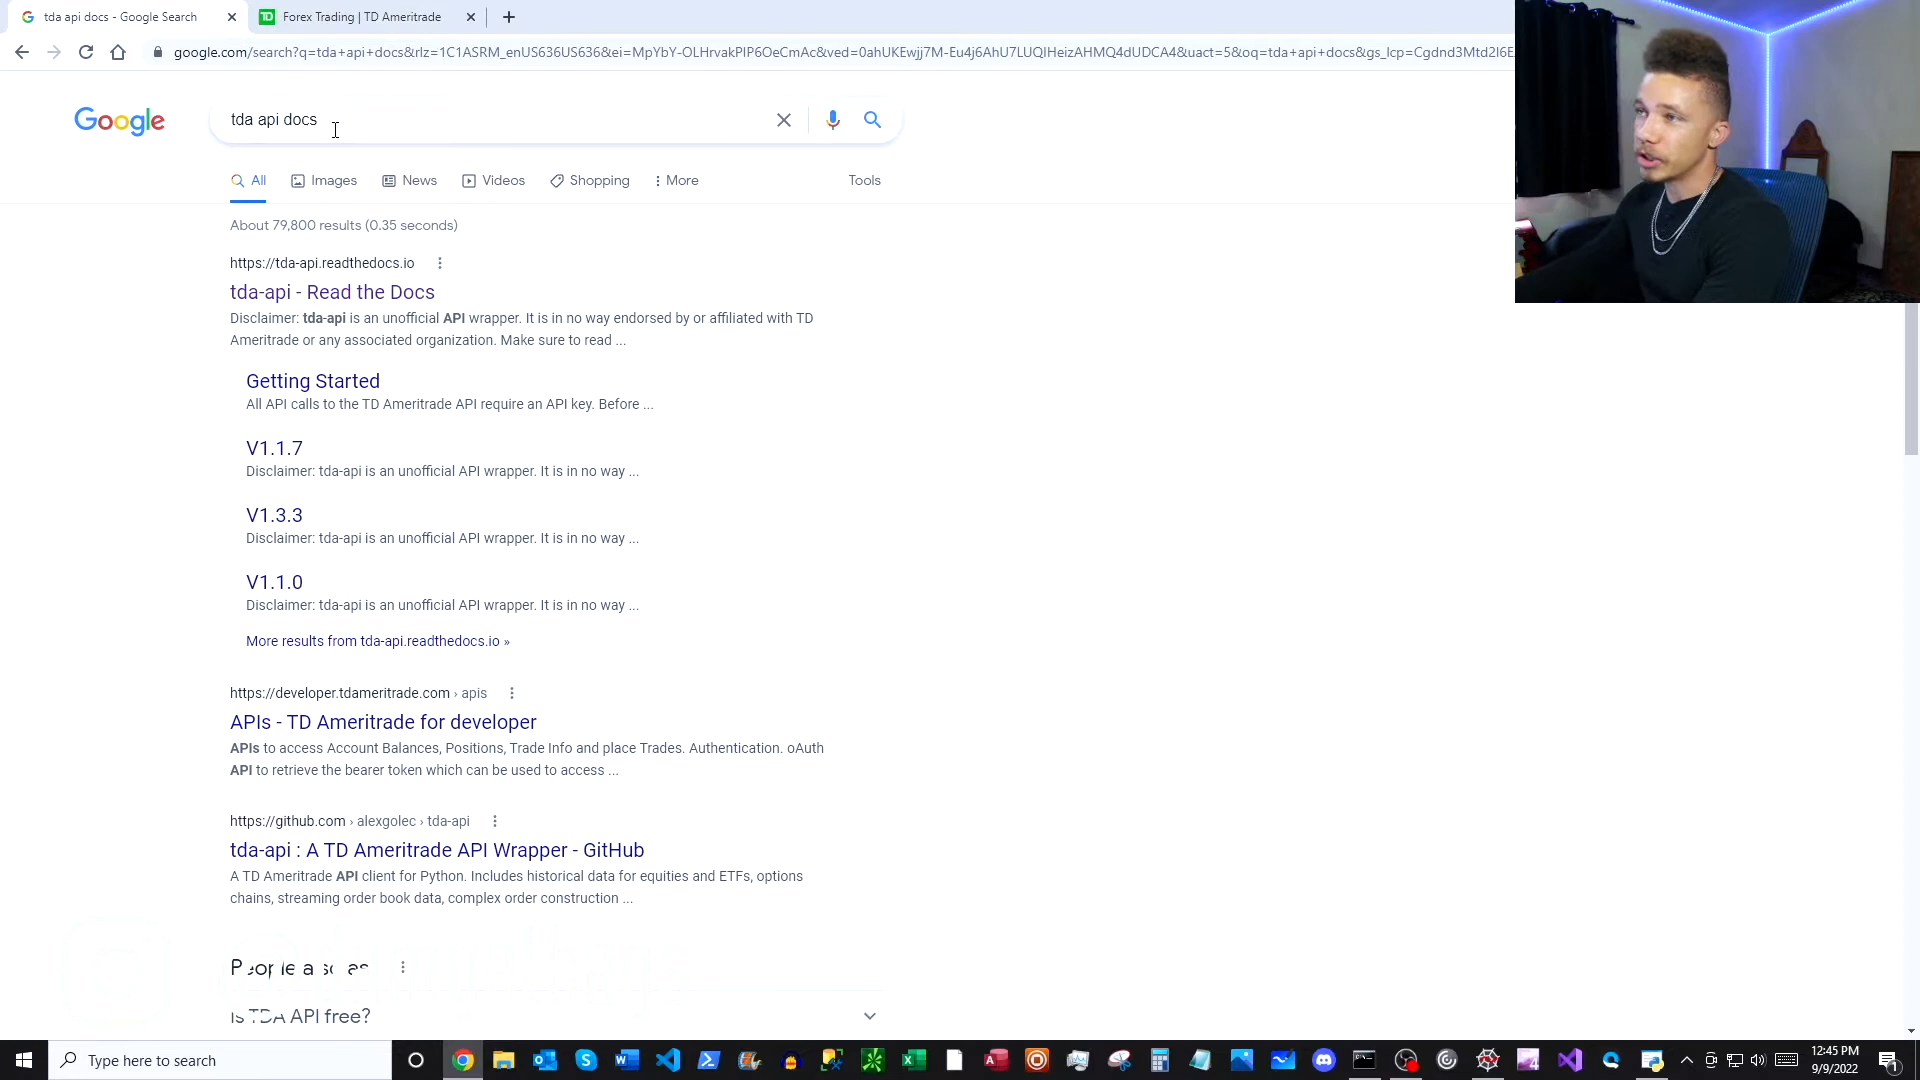 tda api docs - Google Search
Forex Trading | TD Ameritrade
google.com/search?q=tda+api+docs&rlz=1C1ASRM_enUS636US636&ei=MpYbY-OLHrvakPIP6OeCmAc&ved=0ahUKEwjj7M-Eu4j6AhU7LUQIHeizAHMQ4dUDCA4&uact=5&oq=tda+api+docs&gs_lcp=Cgdnd3Mtd2l6E
Google
tda api docs
All
Images
News
Videos
Shopping
More
Tools
About 79,800 results (0.35 seconds)
https://tda-api.readthedocs.io
tda-api - Read the Docs
Disclaimer: tda-api is an unofficial API wrapper. It is in no way endorsed by or affiliated with TD
Ameritrade or any associated organization. Make sure to read ...
Getting Started
All API calls to the TD Ameritrade API require an API key. Before ...
V1.1.7
Disclaimer: tda-api is an unofficial API wrapper. It is in no way ...
V1.3.3
Disclaimer: tda-api is an unofficial API wrapper. It is in no way ...
V1.1.0
Disclaimer: tda-api is an unofficial API wrapper. It is in no way ...
More results from tda-api.readthedocs.io »
https://developer.tdameritrade.com › apis
APIs - TD Ameritrade for developer
APIs to access Account Balances, Positions, Trade Info and place Trades. Authentication. oAuth
API to retrieve the bearer token which can be used to access ...
https://github.com › alexgolec › tda-api
tda-api : A TD Ameritrade API Wrapper - GitHub
A TD Ameritrade API client for Python. Includes historical data for equities and ETFs, options
chains, streaming order book data, complex order construction ...
People also as
Is TDA API free?
Type here to search
12:45 PM
9/9/2022